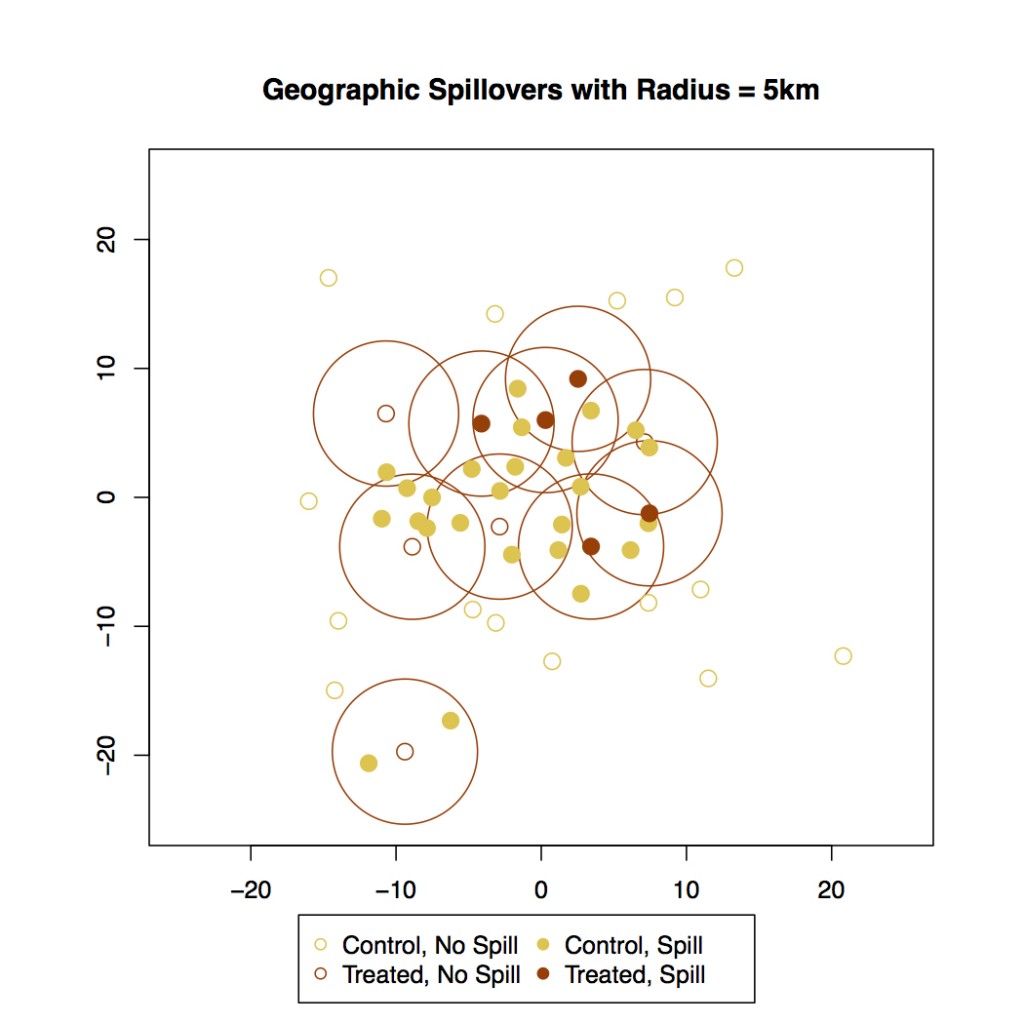 Geographic Spillovers with Radius = 5km
20
10
0
−10
−20
−20 −10 0 10 20
Control, No Spill Control, Spill
Treated, No Spill Treated, Spill